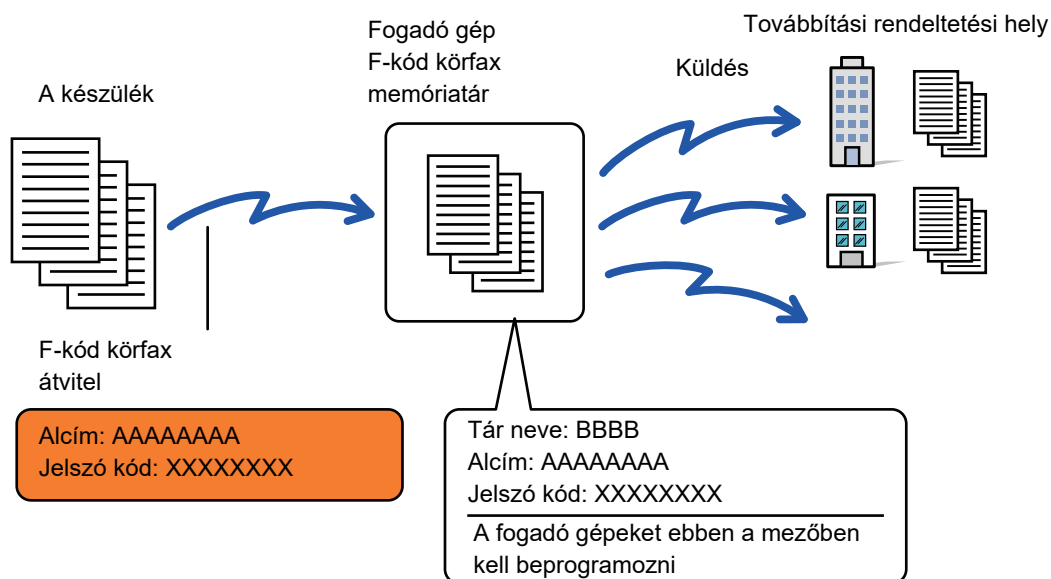 A készülék
Fogadó gép
F-kód körfax
memóriatár
Küldés
Továbbítási rendeltetési hely
F-kód körfax
átvitel
Alcím: AAAAAAAA
Jelszó kód: XXXXXXXX
Tár neve: BBBB
Alcím: AAAAAAAA
Jelszó kód: XXXXXXXX
A fogadó gépeket ebben a mezőben
kell beprogramozni